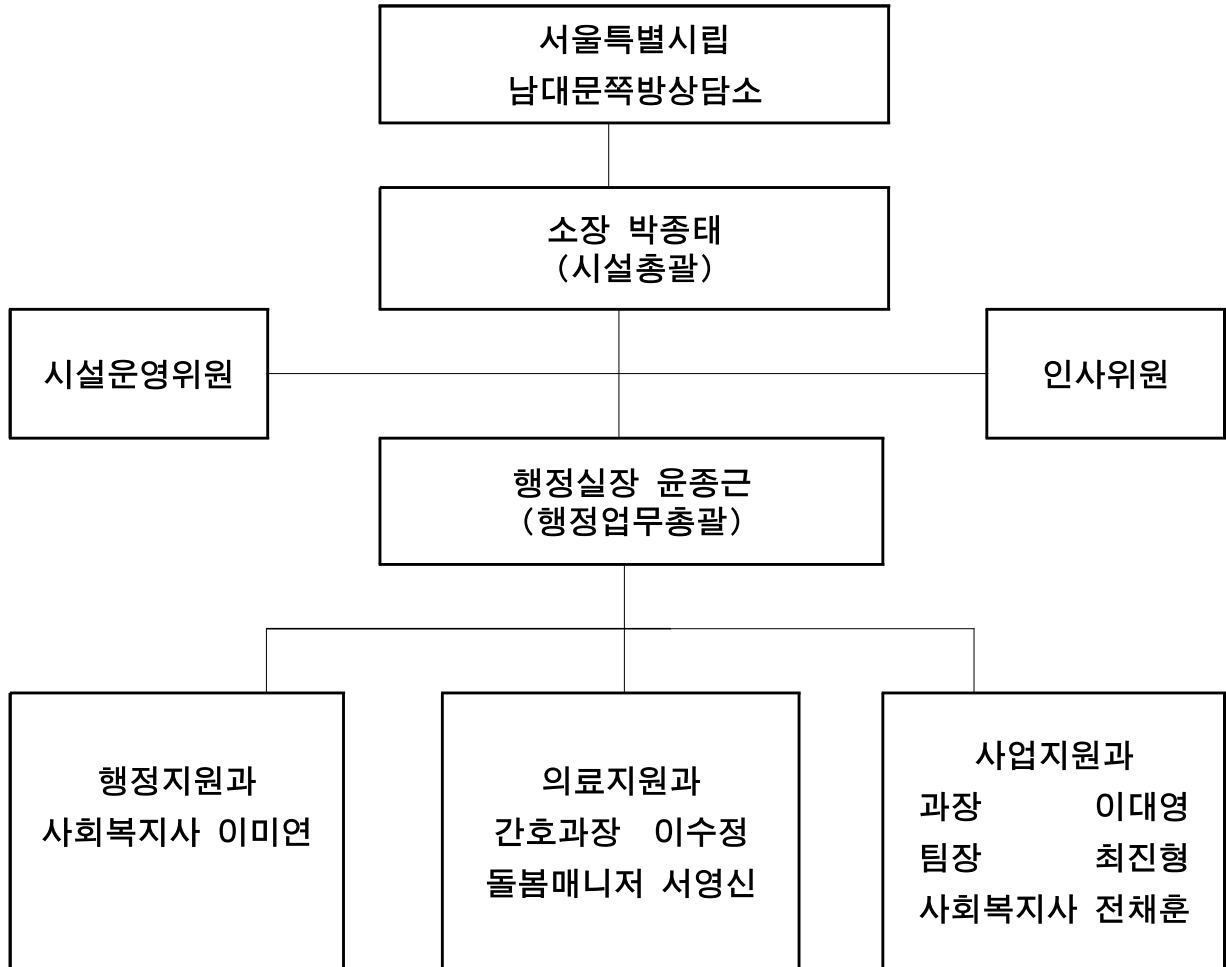 서울특별시립
남대문쪽방상담소
소장 박종태
(시설총괄)
시설운영위원
인사위원
행정실장 윤종근
(행정업무총괄)
행정지원과
사회복지사 이미연
의료지원과
간호과장 이수정
돌봄매니저 서영신
사업지원과
과장 이대영
팀장 최진형
사회복지사 전채훈